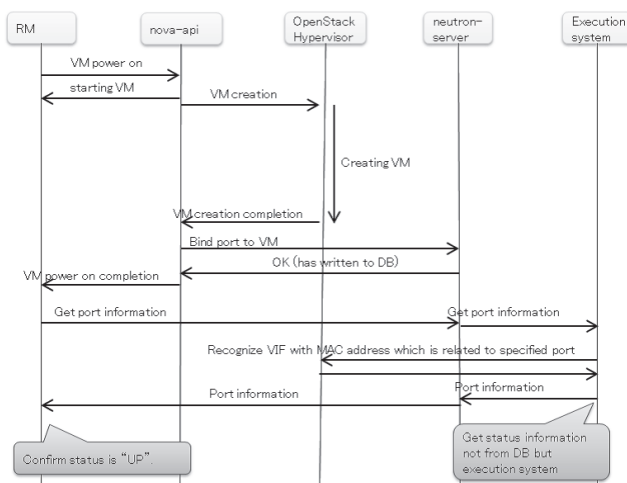 RM
nova-api
OpenStack
Hypervisor
neutron-
server
Execution
system
VM power on
starting VM
VM creation
Creating VM
VM creation completion
Bind port to VM
OK (has written to DB)
VM power on completion
Get port information
Get port information
Recognize VIF with MAC address which is related to specified port
Port information
Port information
Confirm status is “UP”.
Get status information
not from DB but
execution system